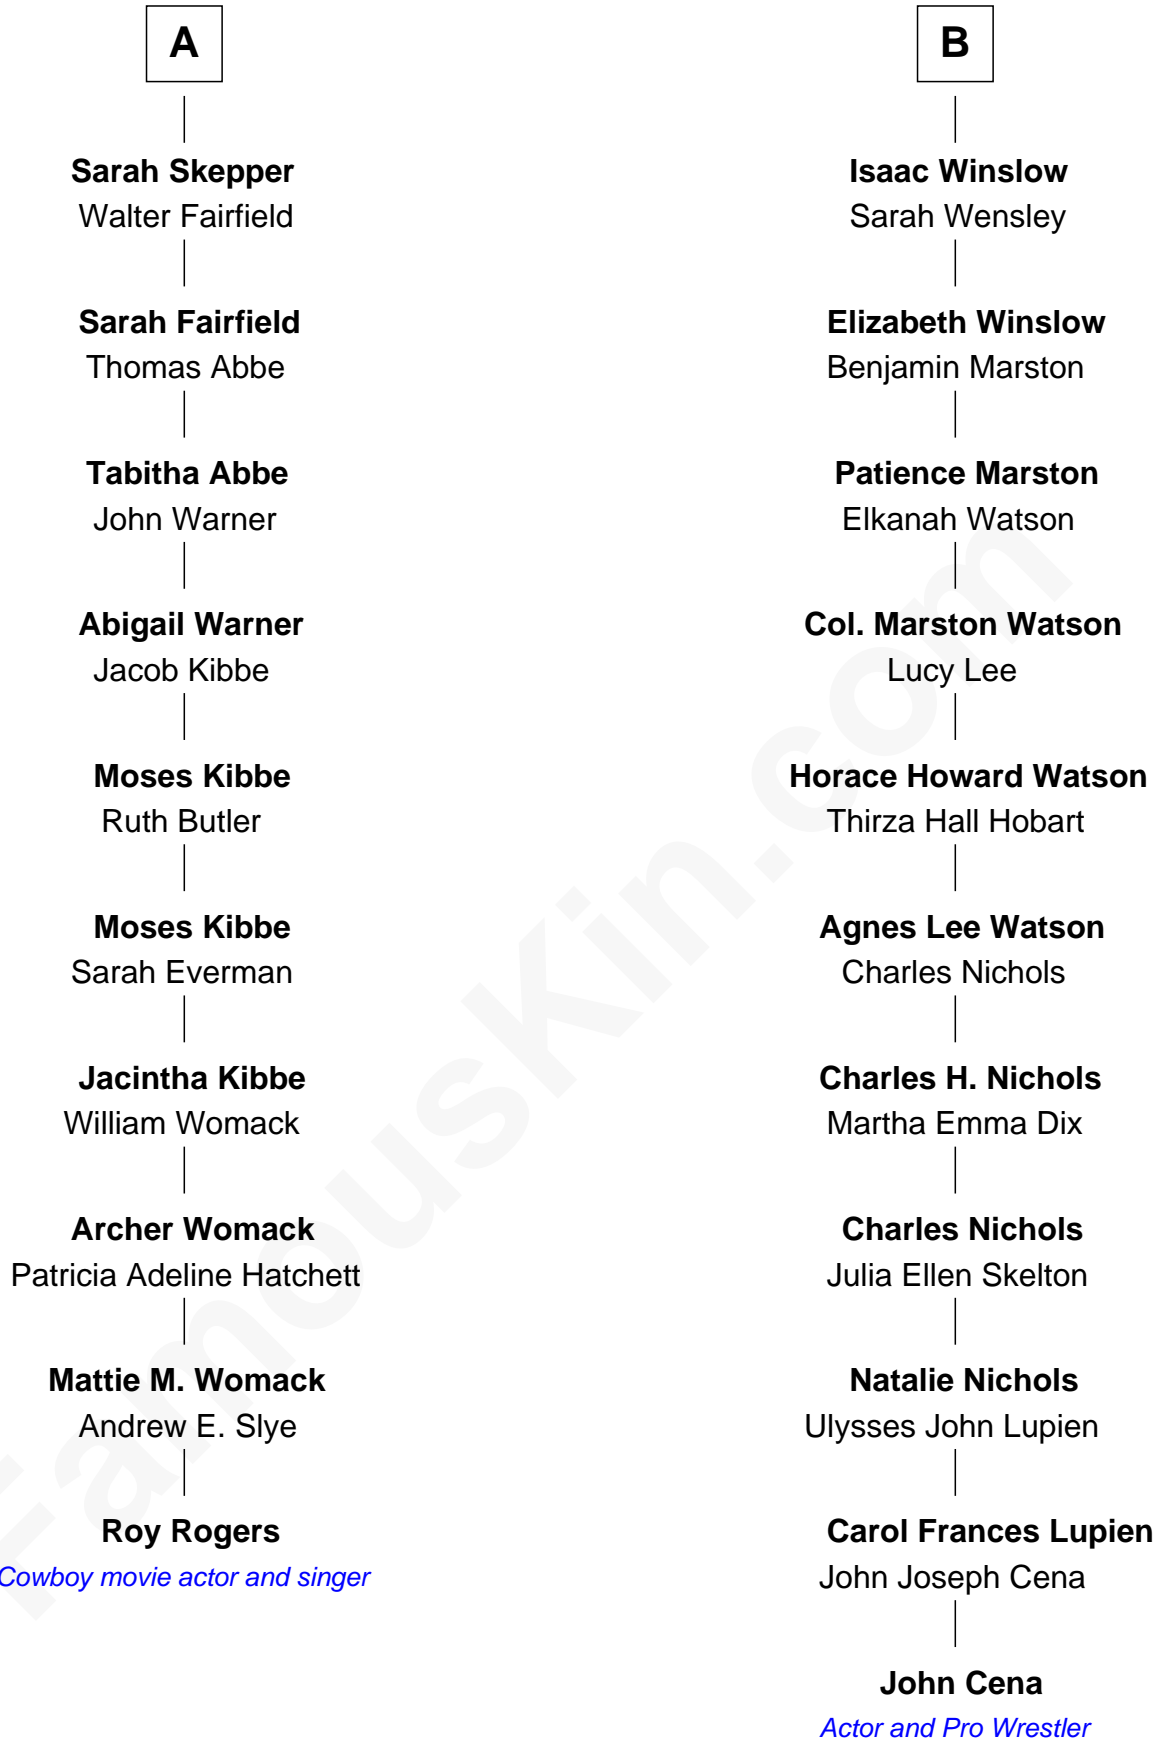 A
Sarah Skepper
Walter Fairfield
Sarah Fairfield
Thomas Abbe
Tabitha Abbe
John Warner
Abigail Warner
Jacob Kibbe
Moses Kibbe
Ruth Butler
Moses Kibbe
Sarah Everman
Jacintha Kibbe
William Womack
Archer Womack
Patricia Adeline Hatchett
Mattie M. Womack
Andrew E. Slye
Roy Rogers
Cowboy movie actor and singer
B
Isaac Winslow
Sarah Wensley
Elizabeth Winslow
Benjamin Marston
Patience Marston
Elkanah Watson
Col. Marston Watson
Lucy Lee
Horace Howard Watson
Thirza Hall Hobart
Agnes Lee Watson
Charles Nichols
Charles H. Nichols
Martha Emma Dix
Charles Nichols
Julia Ellen Skelton
Natalie Nichols
Ulysses John Lupien
Carol Frances Lupien
John Joseph Cena
John Cena
Actor and Pro Wrestler
FamousKin.com